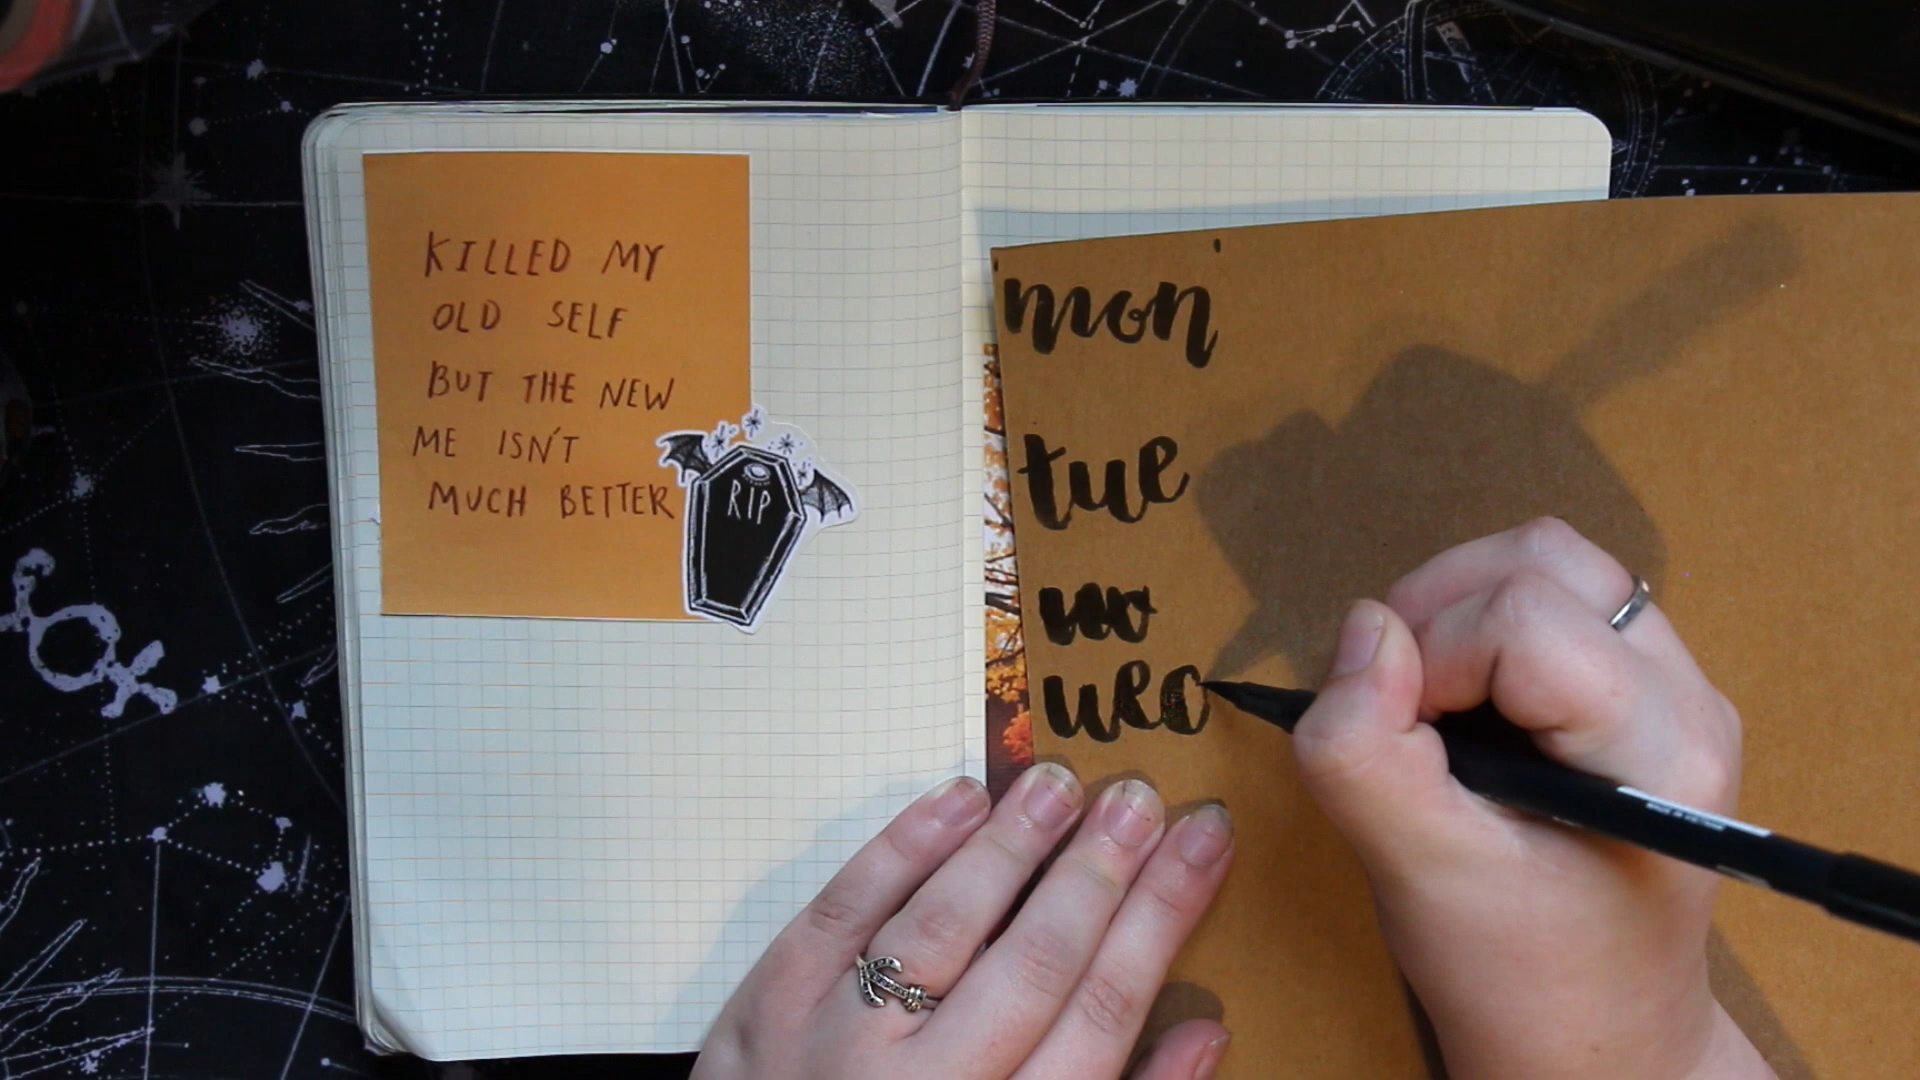 KILLED MY
OLD SELF
BUT THE NEW
ME ISN'T
MUCH BETTER
RIP
mon
tue